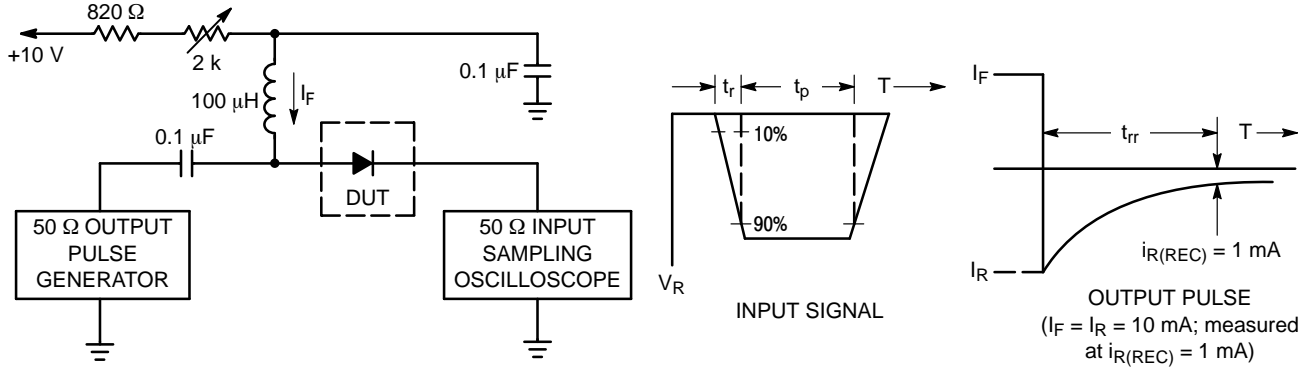 820 Ω
+10 V
2 k
100 μH
I_F
0.1 μF
0.1 μF
DUT
50 Ω OUTPUT
PULSE
GENERATOR
50 Ω INPUT
SAMPLING
OSCILLOSCOPE
t_r
t_p
T
10%
90%
V_R
INPUT SIGNAL
I_F
t_rr
T
I_R
i_R(REC) = 1 mA
OUTPUT PULSE
(I_F = I_R = 10 mA; measured
at i_R(REC) = 1 mA)